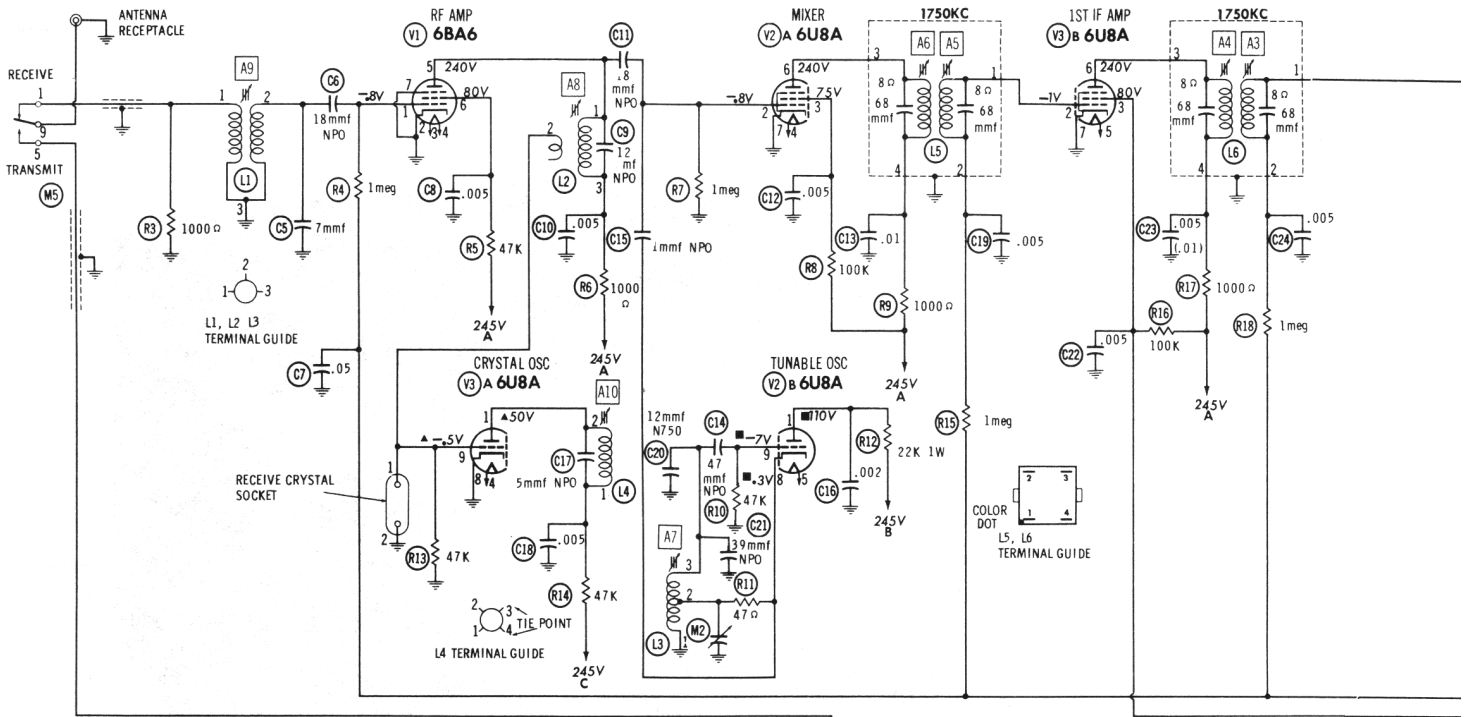 ANTENNA
RECEPTACLE
RECEIVE
1
9
5
TRANSMIT
M5
R3 1000Ω
A9
1 2
L1
3
C6
18mmf
NPO
C5 7mmf
2
1 3
L1, L2 L3
TERMINAL GUIDE
RF AMP
V1 6BA6
5 240V
-.8V 7
1
2 3 4
6 80V
R4 1meg
C8 .005
R5 47K
245V
A
C7 .05
A8
2 1
L2
3
C9
12
mf
NPO
C10 .005
R6 1000
Ω
245V
A
C11
.8
mmf
NPO
C15
1mmf NPO
R7 1meg
MIXER
V2 A 6U8A
6 240V
-.8V 2
75V
3
7 4
C12 .005
R8
100K
1750KC
3
A6 A5
8Ω
68
mmf
1
8Ω
68
mmf
L5
4 2
C13 .01
R9 1000Ω
245V
A
C19 .005
R15 1meg
1ST IF AMP
V3 B 6U8A
6 240V
-1V 2
80V
3
7 5
1750KC
3
A4 A3
1
8Ω
68
mmf
8Ω
68
mmf
L6
4 2
C23 .005
(.01)
C24 .005
R17
1000Ω
R16
100K
C22 .005
R18 1meg
245V
A
CRYSTAL OSC
V3 A 6U8A
1 ▲50V
▲ -.5V
9
8 4
RECEIVE CRYSTAL
SOCKET
1
2
R13 47K
A10
2
C17
5mmf NPO
1
L4
C18 .005
R14 47K
245V
C
2 3
1 4
TIE POINT
L4 TERMINAL GUIDE
TUNABLE OSC
V2 B 6U8A
1 ■110V
12mmf
N750
C20
C14
47
mmf
NPO
■ -7V
9
■.3V
8 5
47K
R10
C21
39mmf
NPO
A7
3
2
L3 1
M2
R11
47Ω
C16 .002
R12
22K 1W
245V
B
2 3
1 4
COLOR
DOT
L5, L6
TERMINAL GUIDE